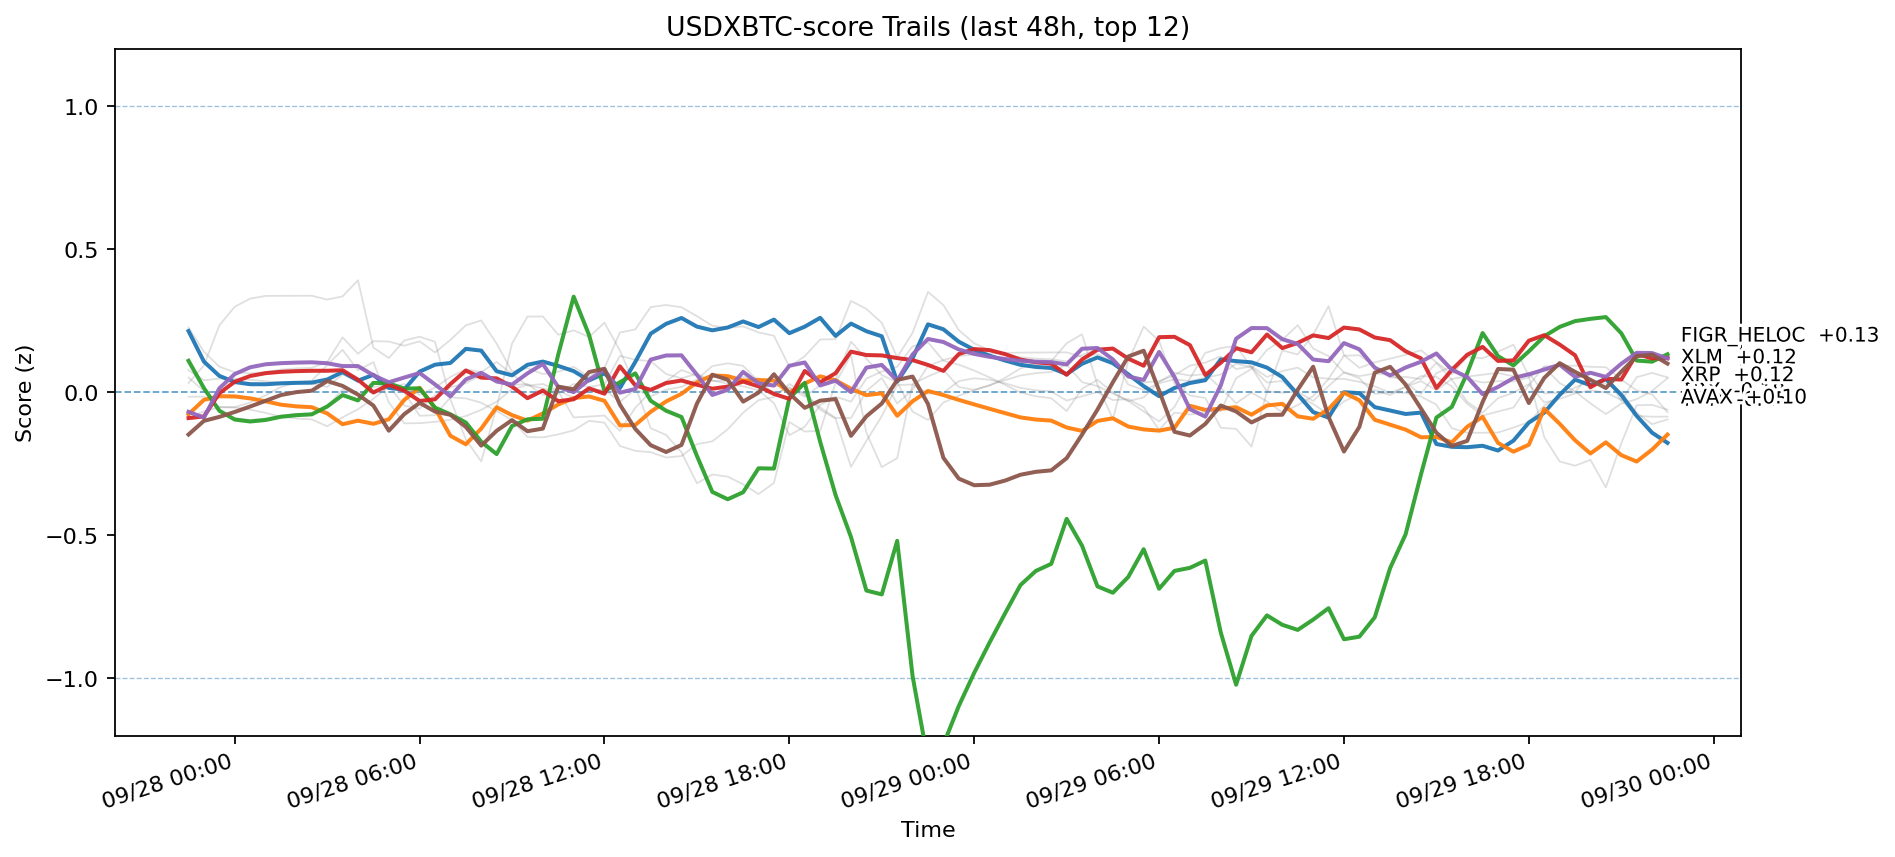 USDXBTC-score Trails (last 48h, top 12)
Score (z)
1.0
0.5
0.0
−0.5
−1.0
FIGR_HELOC +0.13
XLM +0.12
XRP +0.12
AVAX +0.10
09/28 00:00
09/28 06:00
09/28 12:00
09/28 18:00
09/29 00:00
09/29 06:00
09/29 12:00
09/29 18:00
09/30 00:00
Time